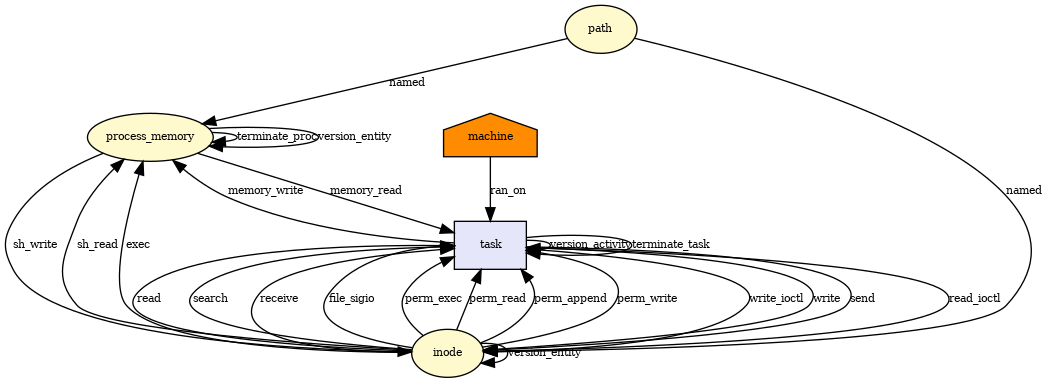 path
named
process_memory
terminate_proc
version_entity
machine
memory_write
memory_read
ran_on
named
sh_write
sh_read
exec
task
version_activity
terminate_task
read
search
receive
file_sigio
perm_exec
perm_read
perm_append
perm_write
write_ioctl
write
send
read_ioctl
inode
version_entity